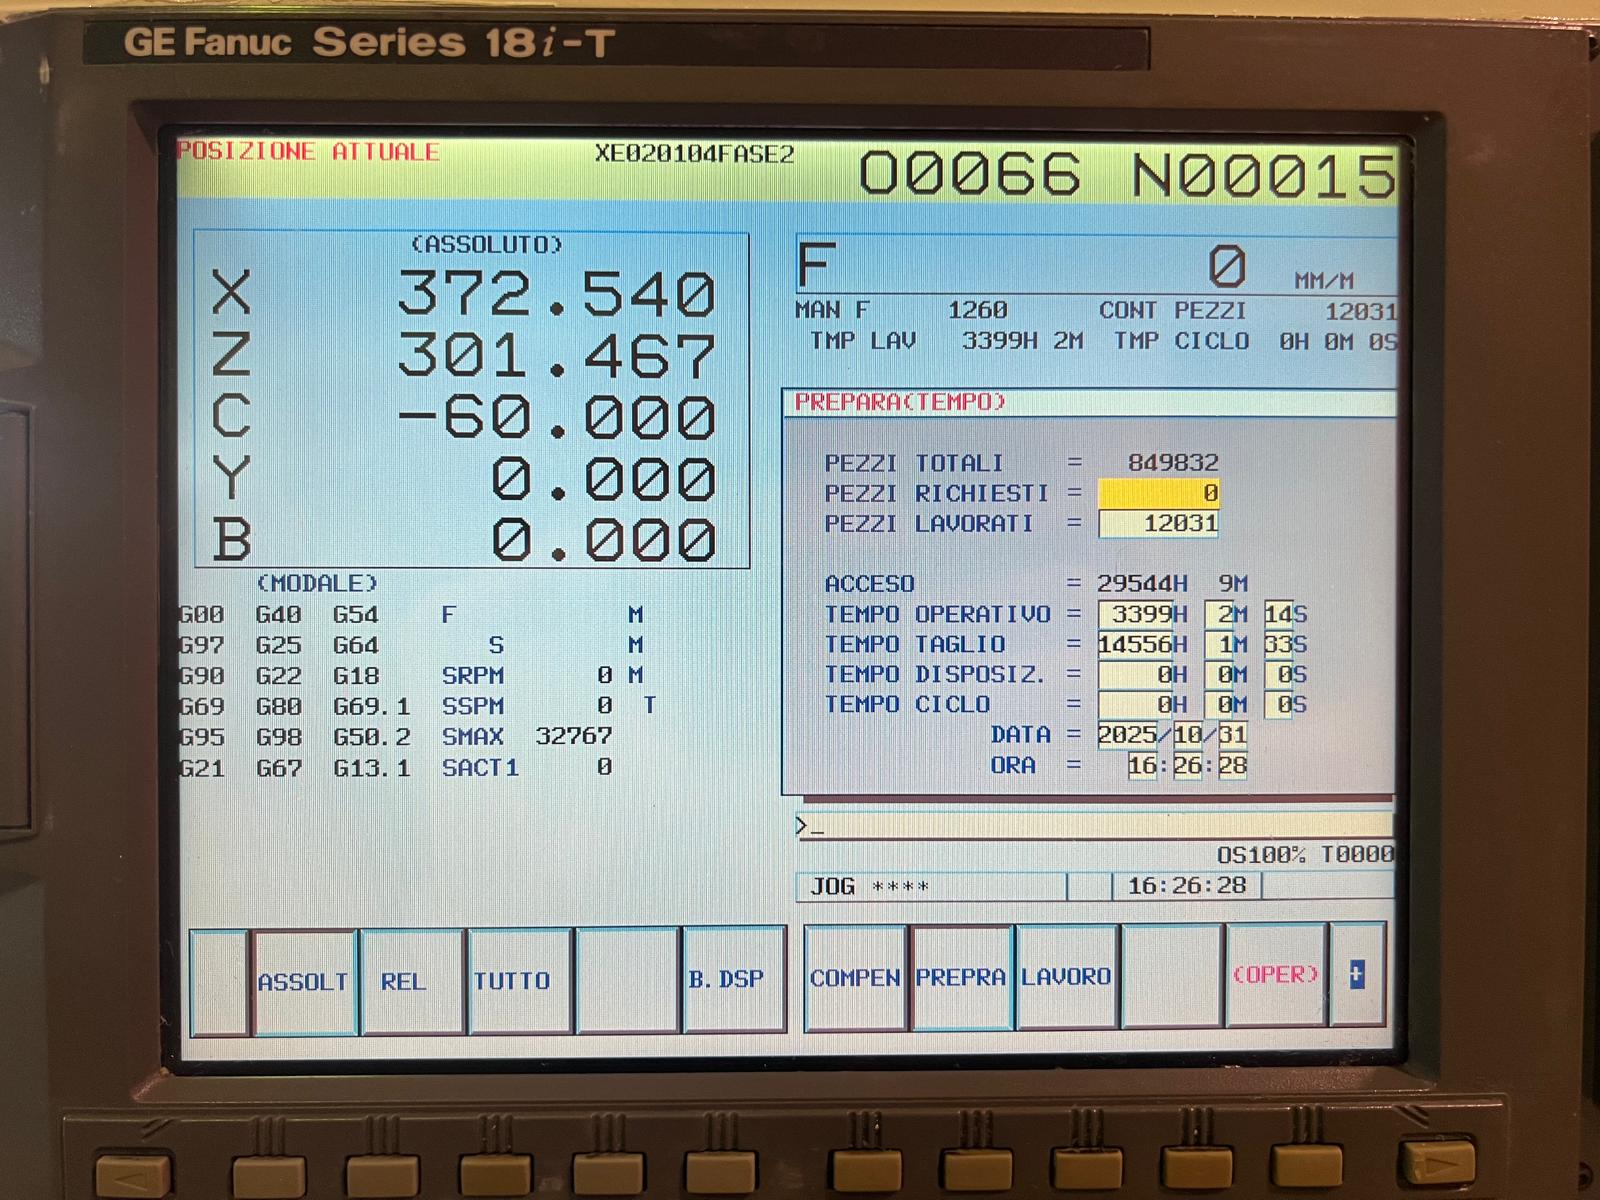 GE Fanuc Series 18i-T
POSIZIONE ATTUALE XE020104FASE2 O0066 N00015
(ASSOLUTO)
X 372.540
Z 301.467
C -60.000
Y 0.000
B 0.000
(MODALE)
G00 G40 G54 F M
G97 G25 G64 S M
G90 G22 G18 SRPM 0 M
G69 G80 G69.1 SSPM 0 T
G95 G98 G50.2 SMAX 32767
G21 G67 G13.1 SACT1 0
F 0 MM/M
MAN F 1260 CONT PEZZI 12031
TMP LAV 3399H 2M TMP CICLO 0H 0M 0S
PREPARA(TEMPO)
PEZZI TOTALI = 849832
PEZZI RICHIESTI = 0
PEZZI LAVORATI = 12031
ACCESO = 29544H 9M
TEMPO OPERATIVO = 3399H 2M 14S
TEMPO TAGLIO = 14556H 1M 33S
TEMPO DISPOSIZ. = 0H 0M 0S
TEMPO CICLO = 0H 0M 0S
DATA = 2025/10/31
ORA = 16:26:28
>_
OS100% T0000
JOG **** 16:26:28
ASSOLT REL TUTTO B.DSP COMPEN PREPRA LAVORO (OPER) +